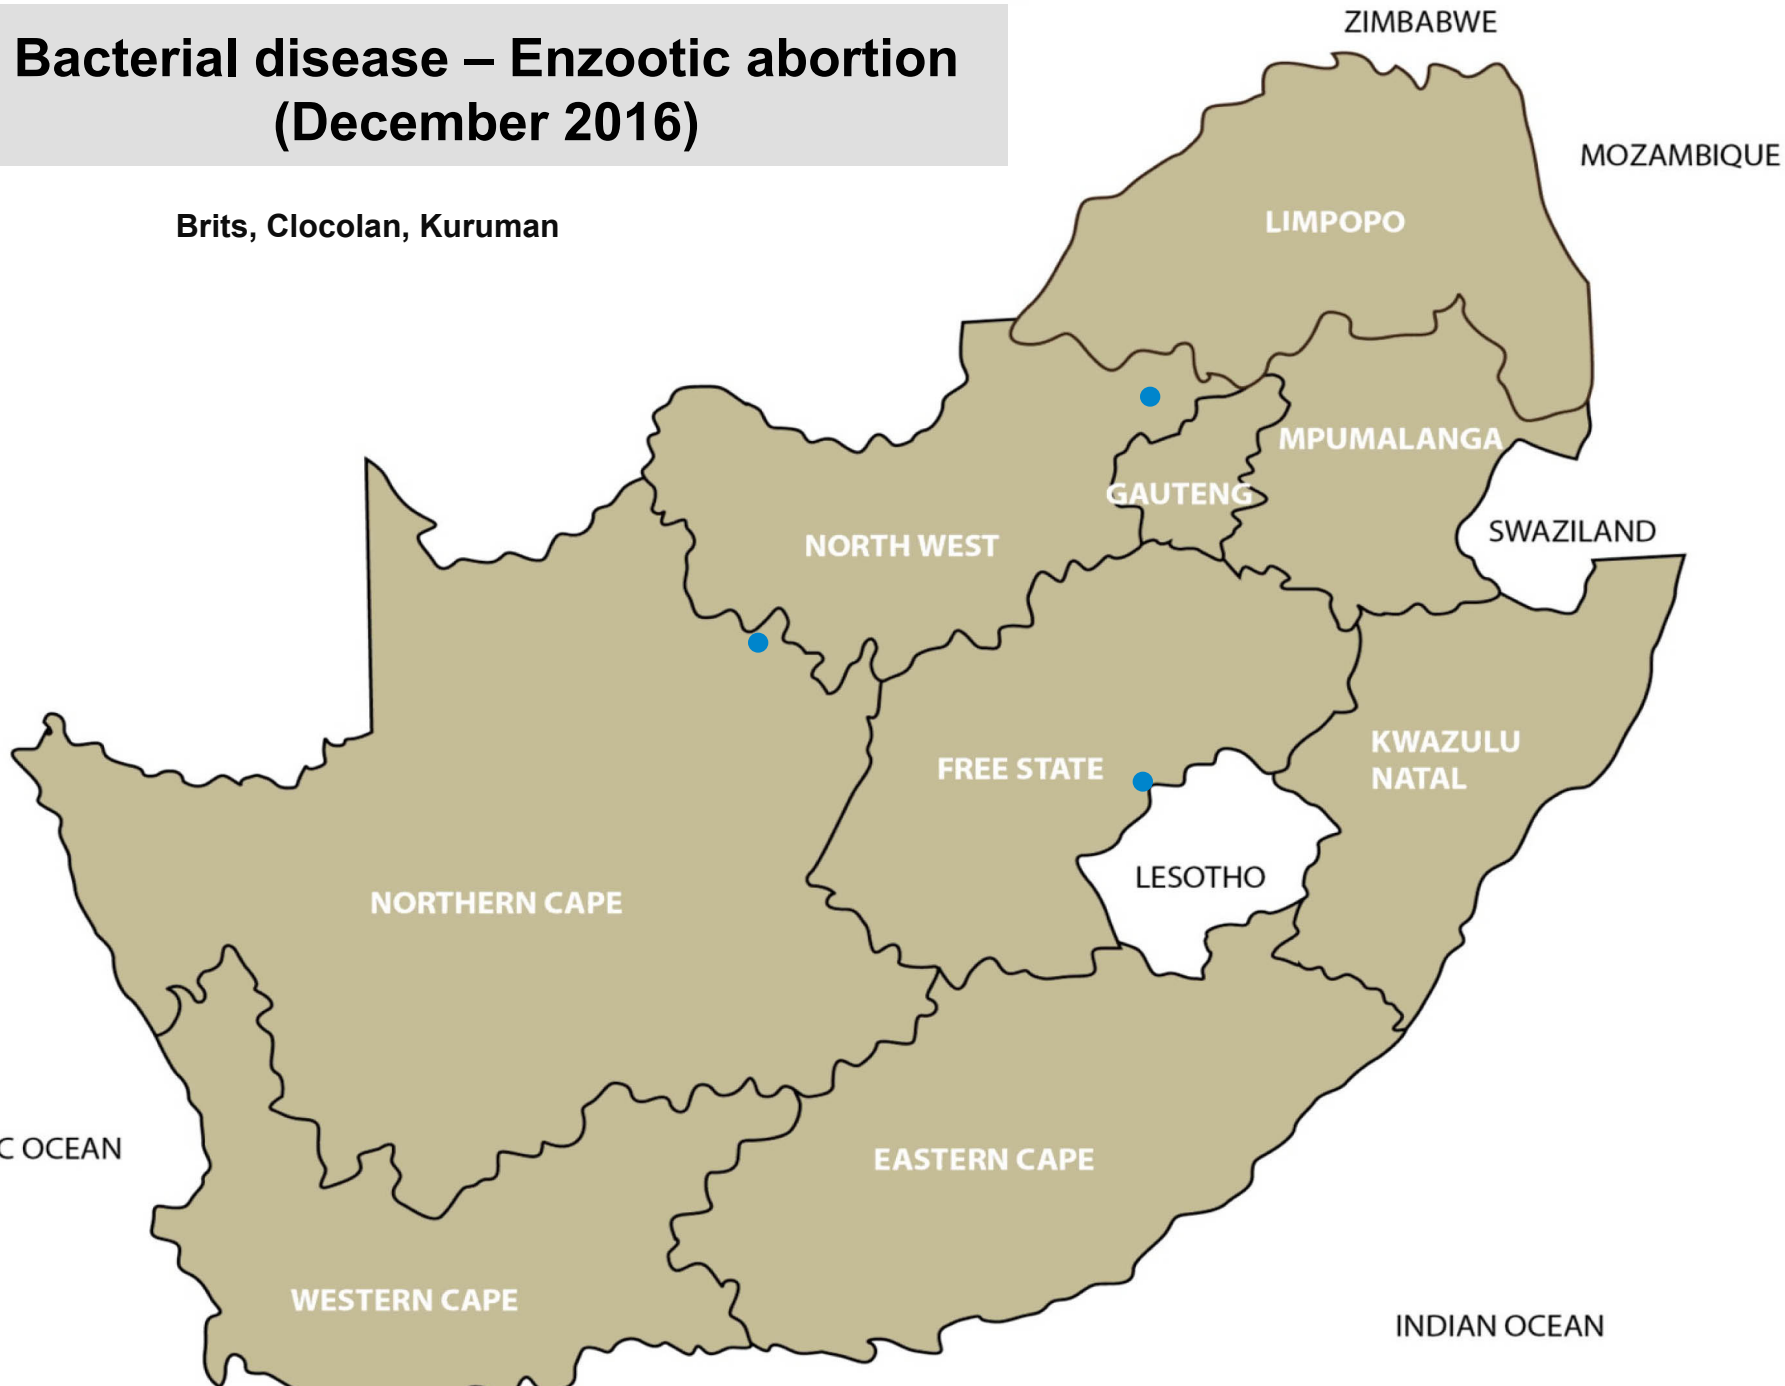 Bacterial disease – Enzootic abortion
(December 2016)
Brits, Clocolan, Kuruman
ZIMBABWE
MOZAMBIQUE
LIMPOPO
MPUMALANGA
GAUTENG
SWAZILAND
NORTH WEST
KWAZULU
NATAL
FREE STATE
LESOTHO
NORTHERN CAPE
C OCEAN
EASTERN CAPE
WESTERN CAPE
INDIAN OCEAN